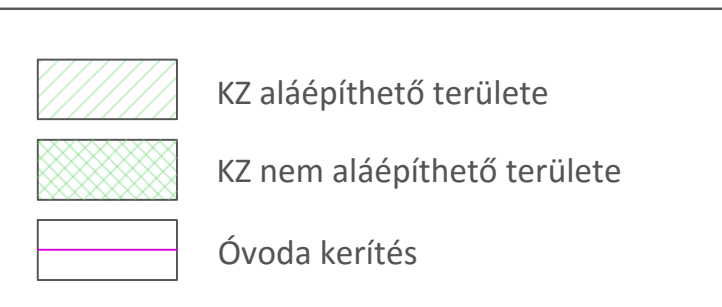 KZ aláépíthető területe
KZ nem aláépíthető területe
Óvoda kerítés